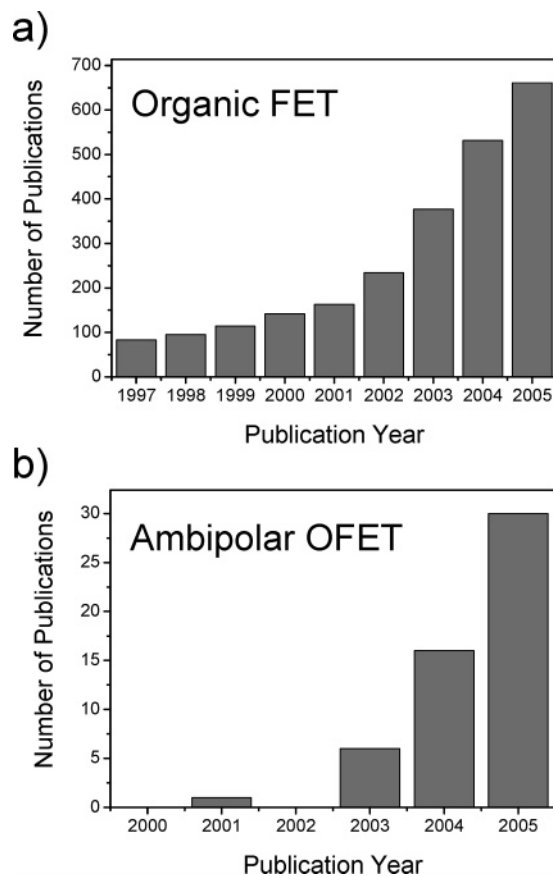 a)
Organic FET
Number of Publications
700
600
500
400
300
200
100
0
1997 1998 1999 2000 2001 2002 2003 2004 2005
Publication Year
b)
Ambipolar OFET
Number of Publications
30
25
20
15
10
5
0
2000 2001 2002 2003 2004 2005
Publication Year